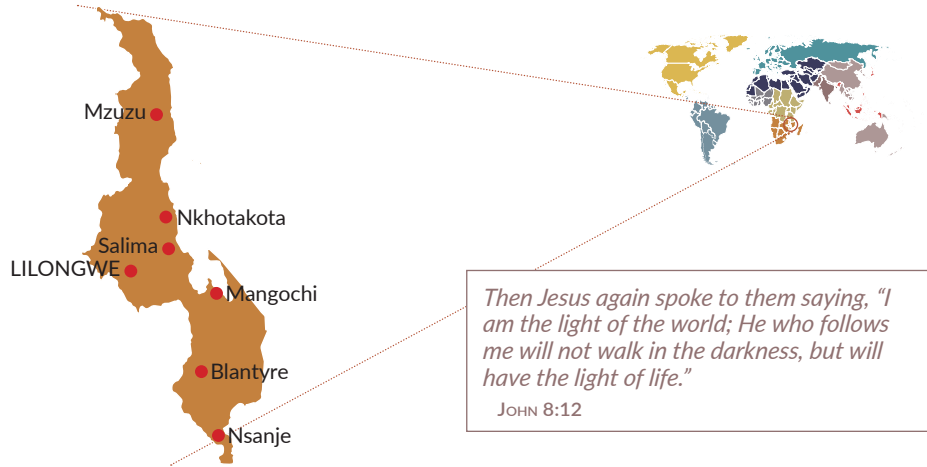 Mzuzu
Nkhotakota
Salima
LILONGWE
Mangochi
Blantyre
Nsanje
Then Jesus again spoke to them saying, “I
am the light of the world; He who follows
me will not walk in the darkness, but will
have the light of life.”
John 8:12